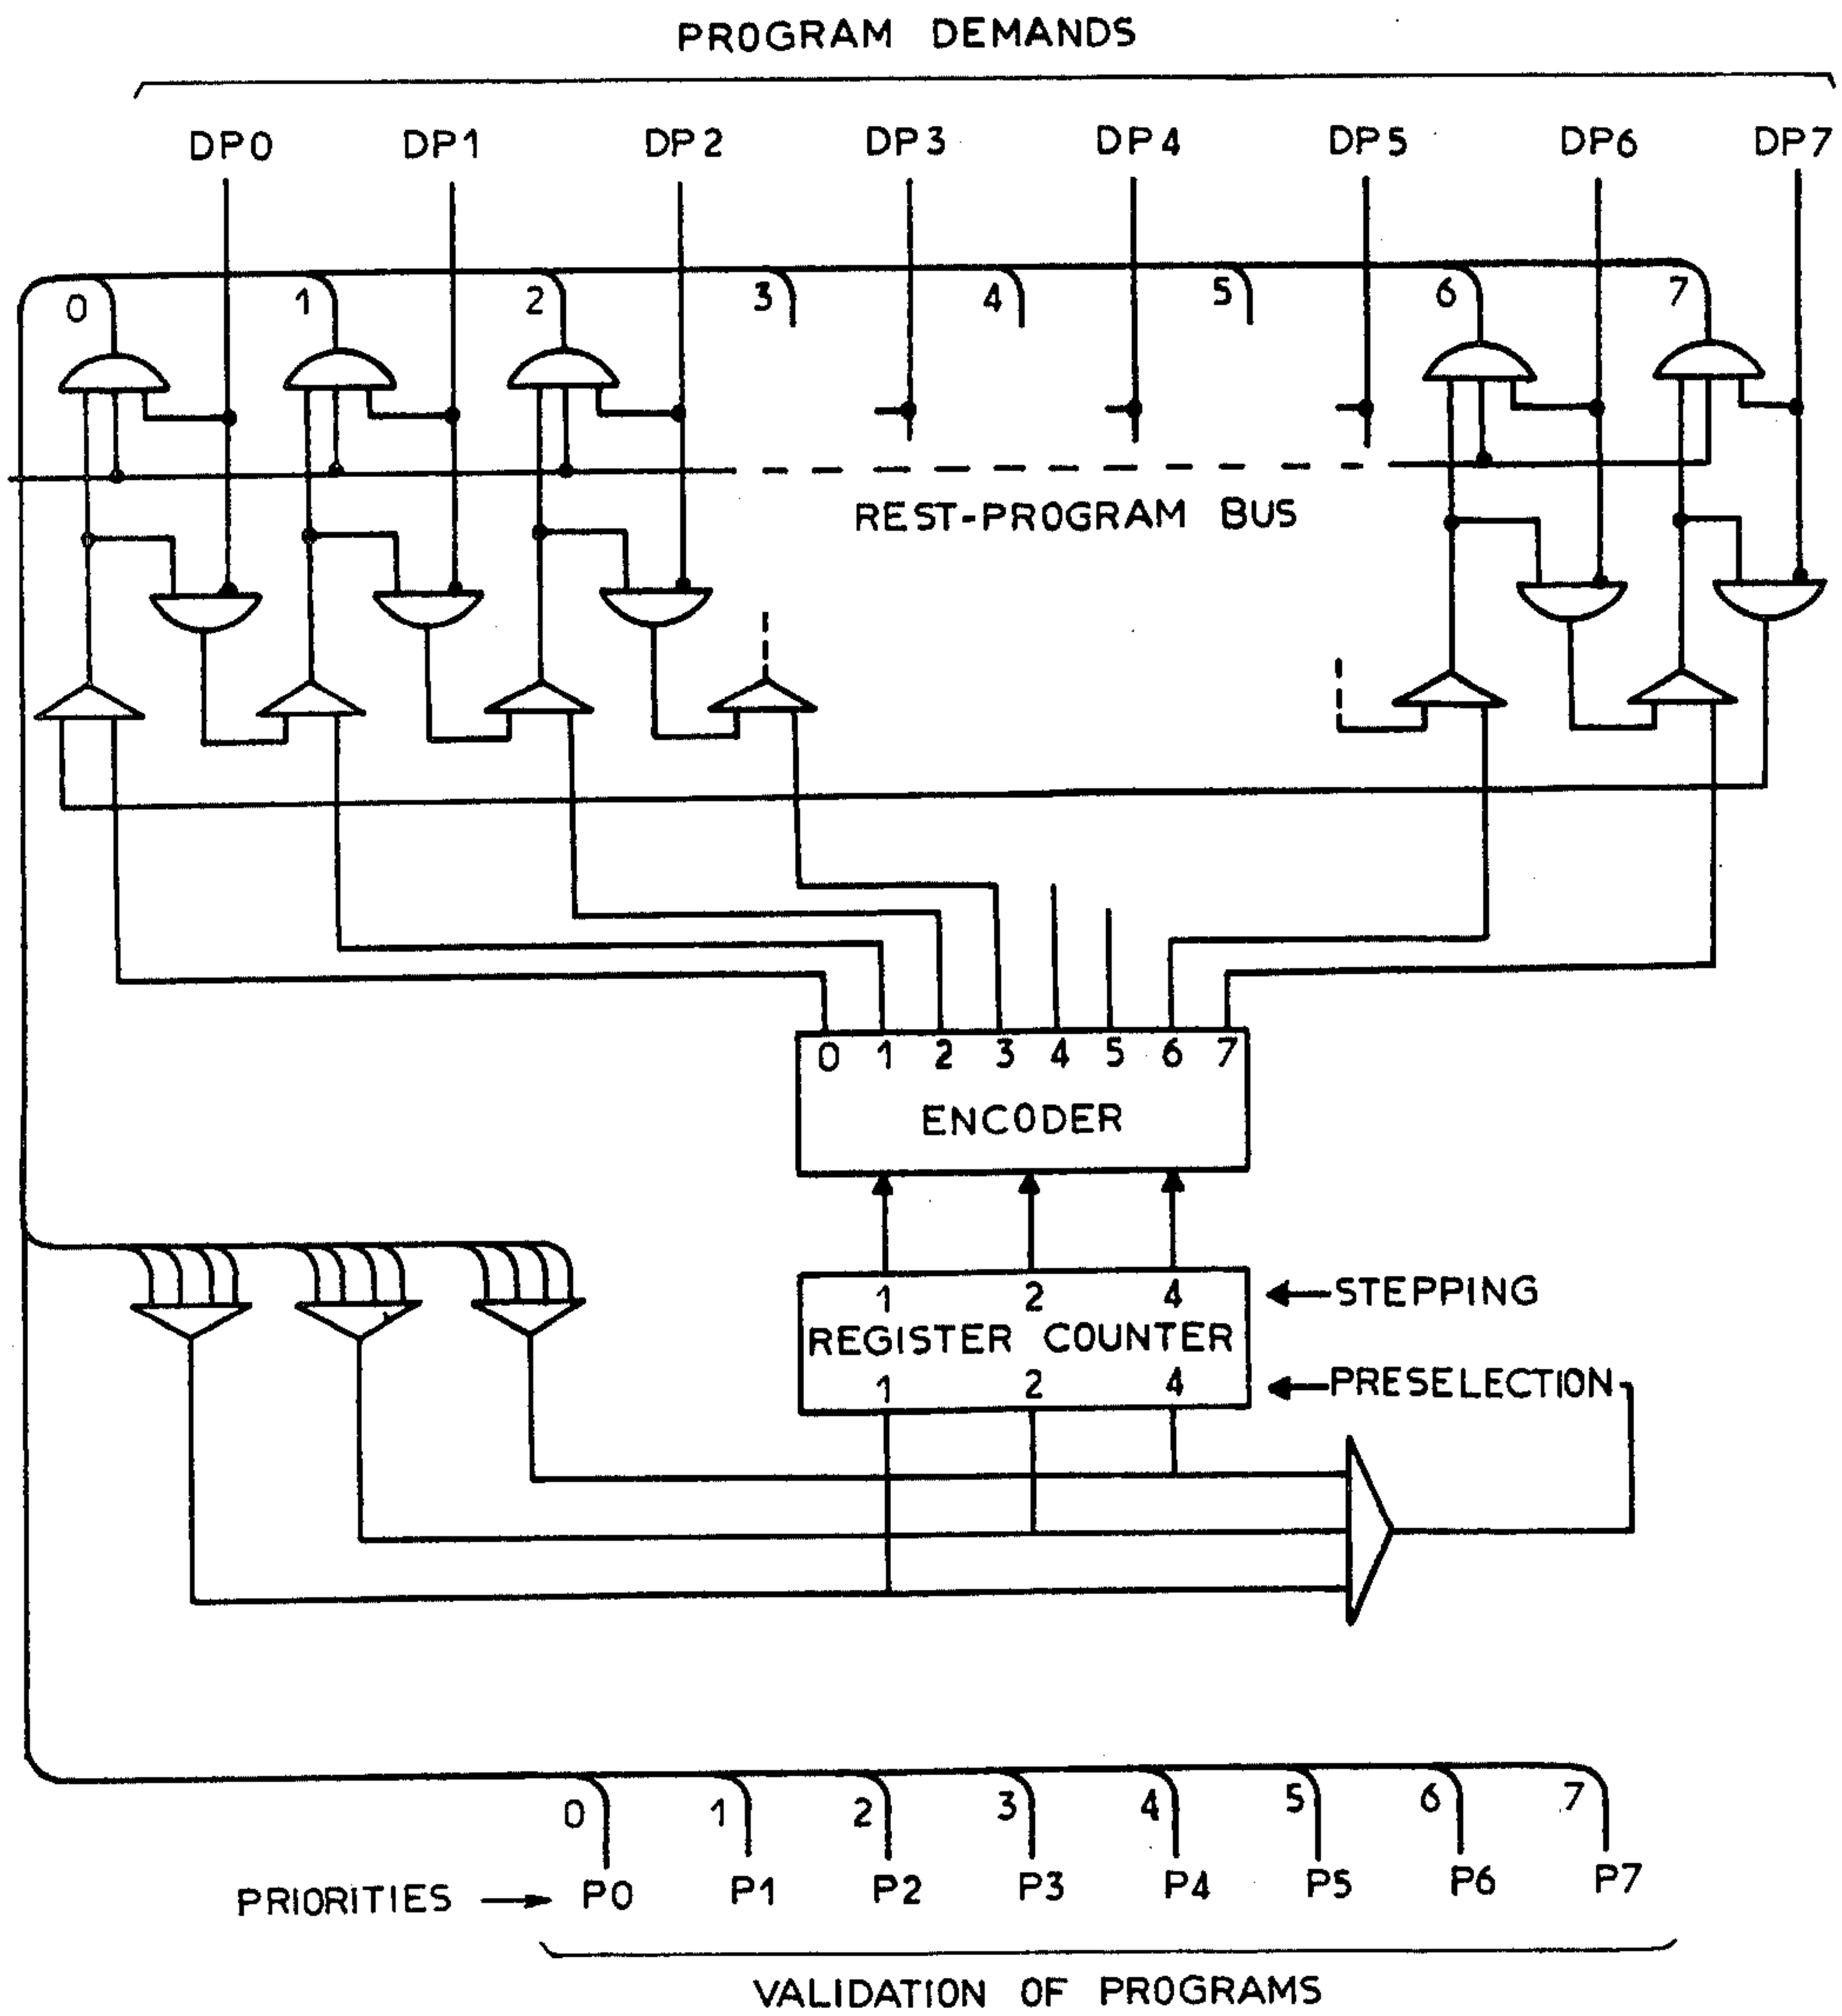 PROGRAM DEMANDS
DP0 DP1 DP2 DP3 DP4 DP5 DP6 DP7
0 1 2 3 4 5 6 7
REST-PROGRAM BUS
0 1 2 3 4 5 6 7
ENCODER
1 2 4 STEPPING
REGISTER COUNTER
1 2 4 PRESELECTION
0 1 2 3 4 5 6 7
PRIORITIES P0 P1 P2 P3 P4 P5 P6 P7
VALIDATION OF PROGRAMS